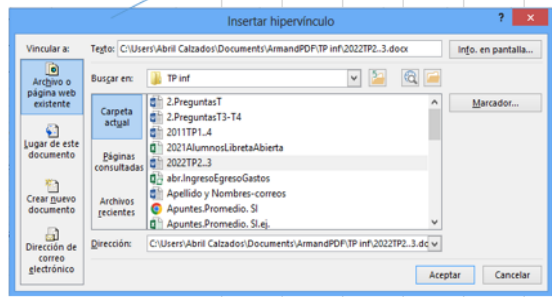 Insertar hipervínculo
?
Vincular a:
Texto: C:\Users\Abril Calzados\Documents\ArmandPDF\TP inf\2022TP2..3.docx
Info. en pantalla...
Archivo o página web existente
Buscar en: TP inf
Marcador...
Lugar de este documento
Crear nuevo documento
Dirección de correo electrónico
Carpeta actual
Páginas consultadas
Archivos recientes
2.PreguntasT
2.PreguntasT3-T4
2011TP1..4
2021AlumnosLibretaAbierta
2022TP2..3
abr.IngresoEgresoGastos
Apellido y Nombres-correos
Apuntes.Promedio. SI
Apuntes.Promedio. SI.ej.
Dirección: C:\Users\Abril Calzados\Documents\ArmandPDF\TP inf\2022TP2..3.dc
Aceptar
Cancelar